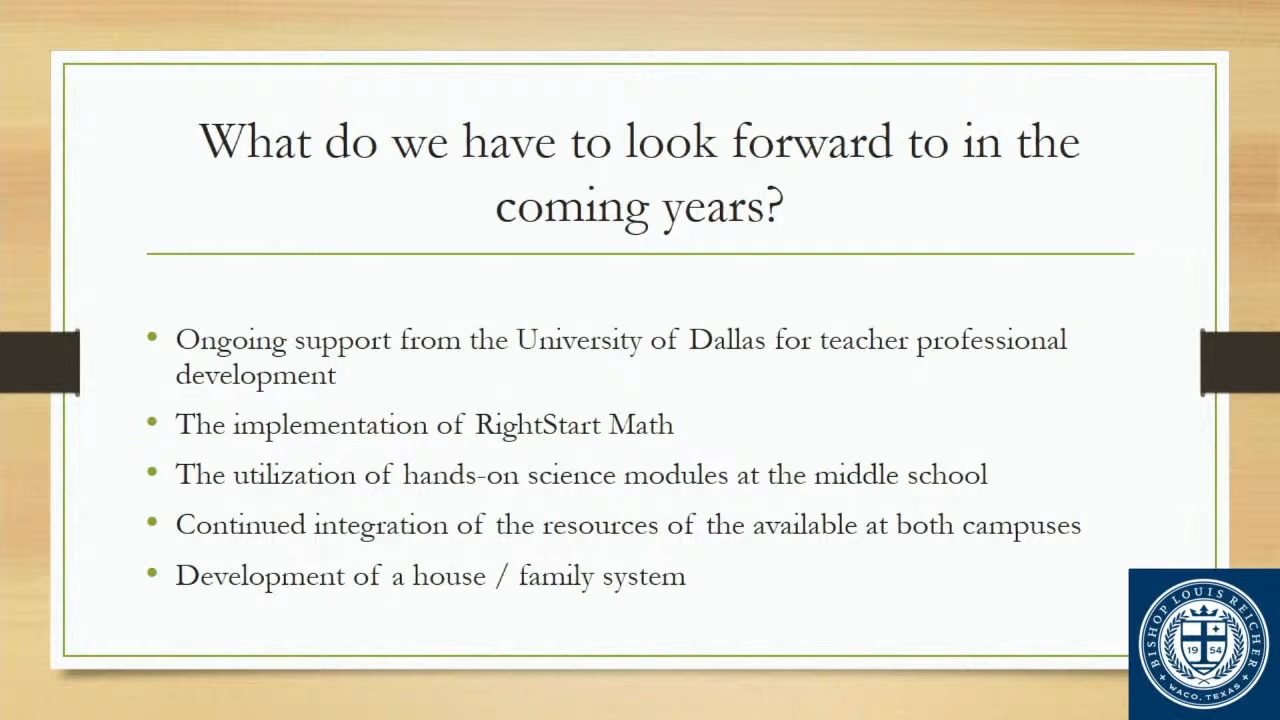 What do we have to look forward to in the
coming years?
• Ongoing support from the University of Dallas for teacher professional
development
• The implementation of RightStart Math
• The utilization of hands-on science modules at the middle school
• Continued integration of the resources of the available at both campuses
• Development of a house / family system
BISHOP LOUIS REICHER
19 54
WACO, TEXAS